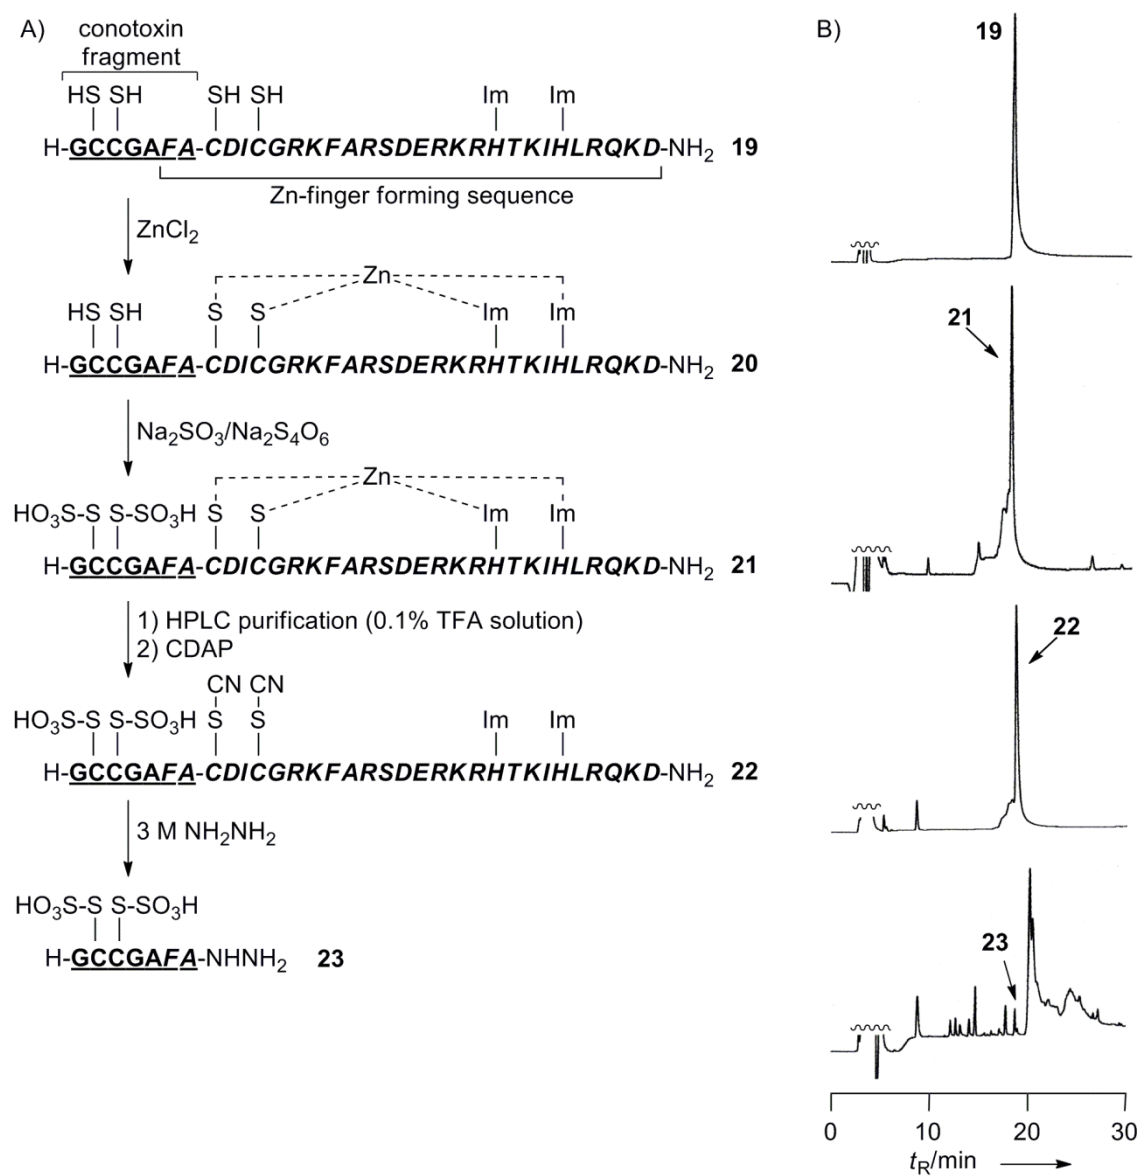 A)
conotoxin
fragment
HS SH SH SH Im Im
H-GCCGAFA-CDICGRKFARSDERKRHTKIHLRQKD-NH2 19
Zn-finger forming sequence
ZnCl2
Zn
HS SH S S Im Im
H-GCCGAFA-CDICGRKFARSDERKRHTKIHLRQKD-NH2 20
Na2SO3/Na2S4O6
Zn
HO3S-S S-SO3H S S Im Im
H-GCCGAFA-CDICGRKFARSDERKRHTKIHLRQKD-NH2 21
1) HPLC purification (0.1% TFA solution)
2) CDAP
CN CN
HO3S-S S-SO3H S S Im Im
H-GCCGAFA-CDICGRKFARSDERKRHTKIHLRQKD-NH2 22
3 M NH2NH2
HO3S-S S-SO3H
H-GCCGAFA-NHNH2 23
B)
19
21
22
23
0 10 20 30
tR/min